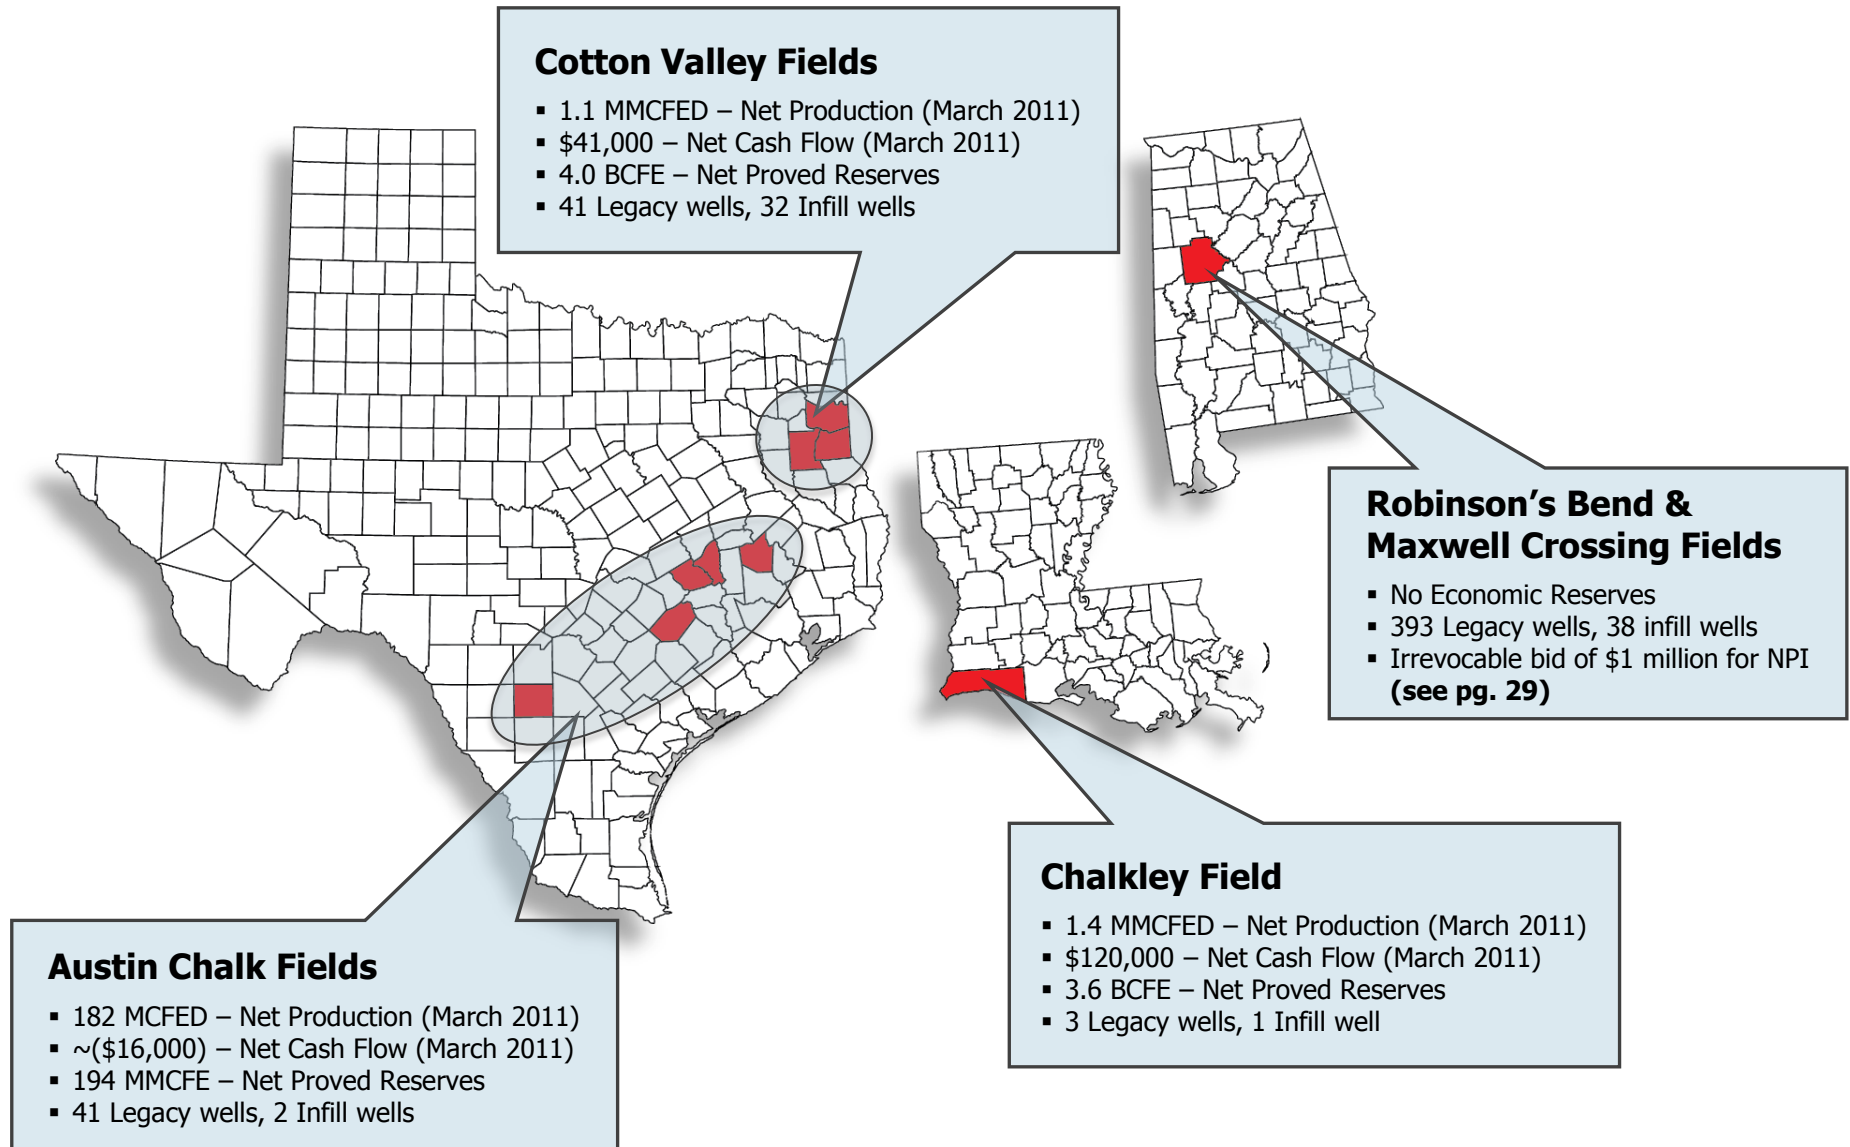 Cotton Valley Fields
▪ 1.1 MMCFED – Net Production (March 2011)
▪ $41,000 – Net Cash Flow (March 2011)
▪ 4.0 BCFE – Net Proved Reserves
▪ 41 Legacy wells, 32 Infill wells
Robinson’s Bend &
Maxwell Crossing Fields
▪ No Economic Reserves
▪ 393 Legacy wells, 38 infill wells
▪ Irrevocable bid of $1 million for NPI
(see pg. 29)
Chalkley Field
▪ 1.4 MMCFED – Net Production (March 2011)
▪ $120,000 – Net Cash Flow (March 2011)
▪ 3.6 BCFE – Net Proved Reserves
▪ 3 Legacy wells, 1 Infill well
Austin Chalk Fields
▪ 182 MCFED – Net Production (March 2011)
▪ ~($16,000) – Net Cash Flow (March 2011)
▪ 194 MMCFE – Net Proved Reserves
▪ 41 Legacy wells, 2 Infill wells